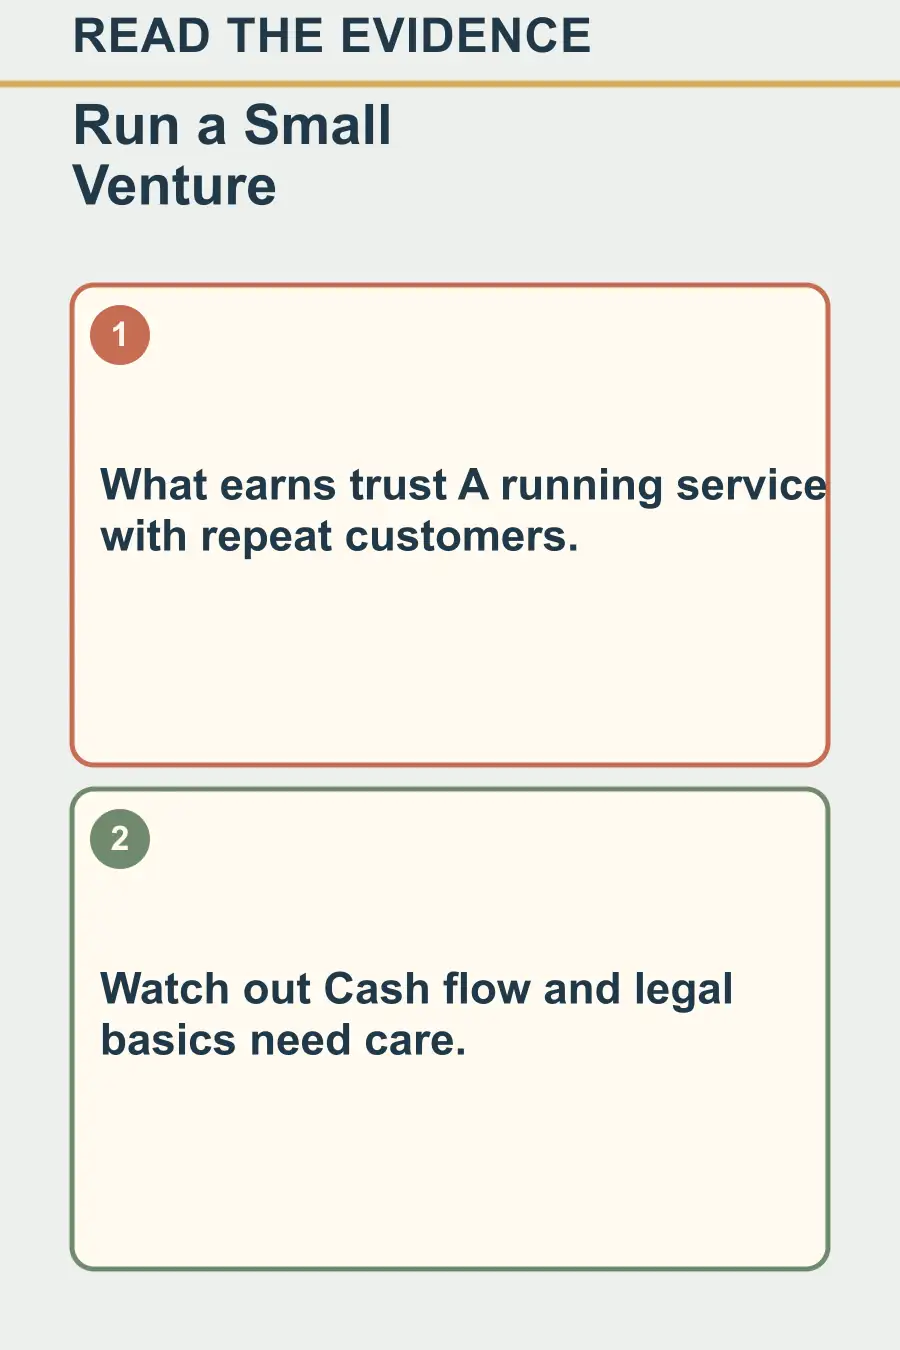 READ THE EVIDENCE
Run a Small
Venture
1
What earns trust A running service
with repeat customers.
2
Watch out Cash flow and legal
basics need care.